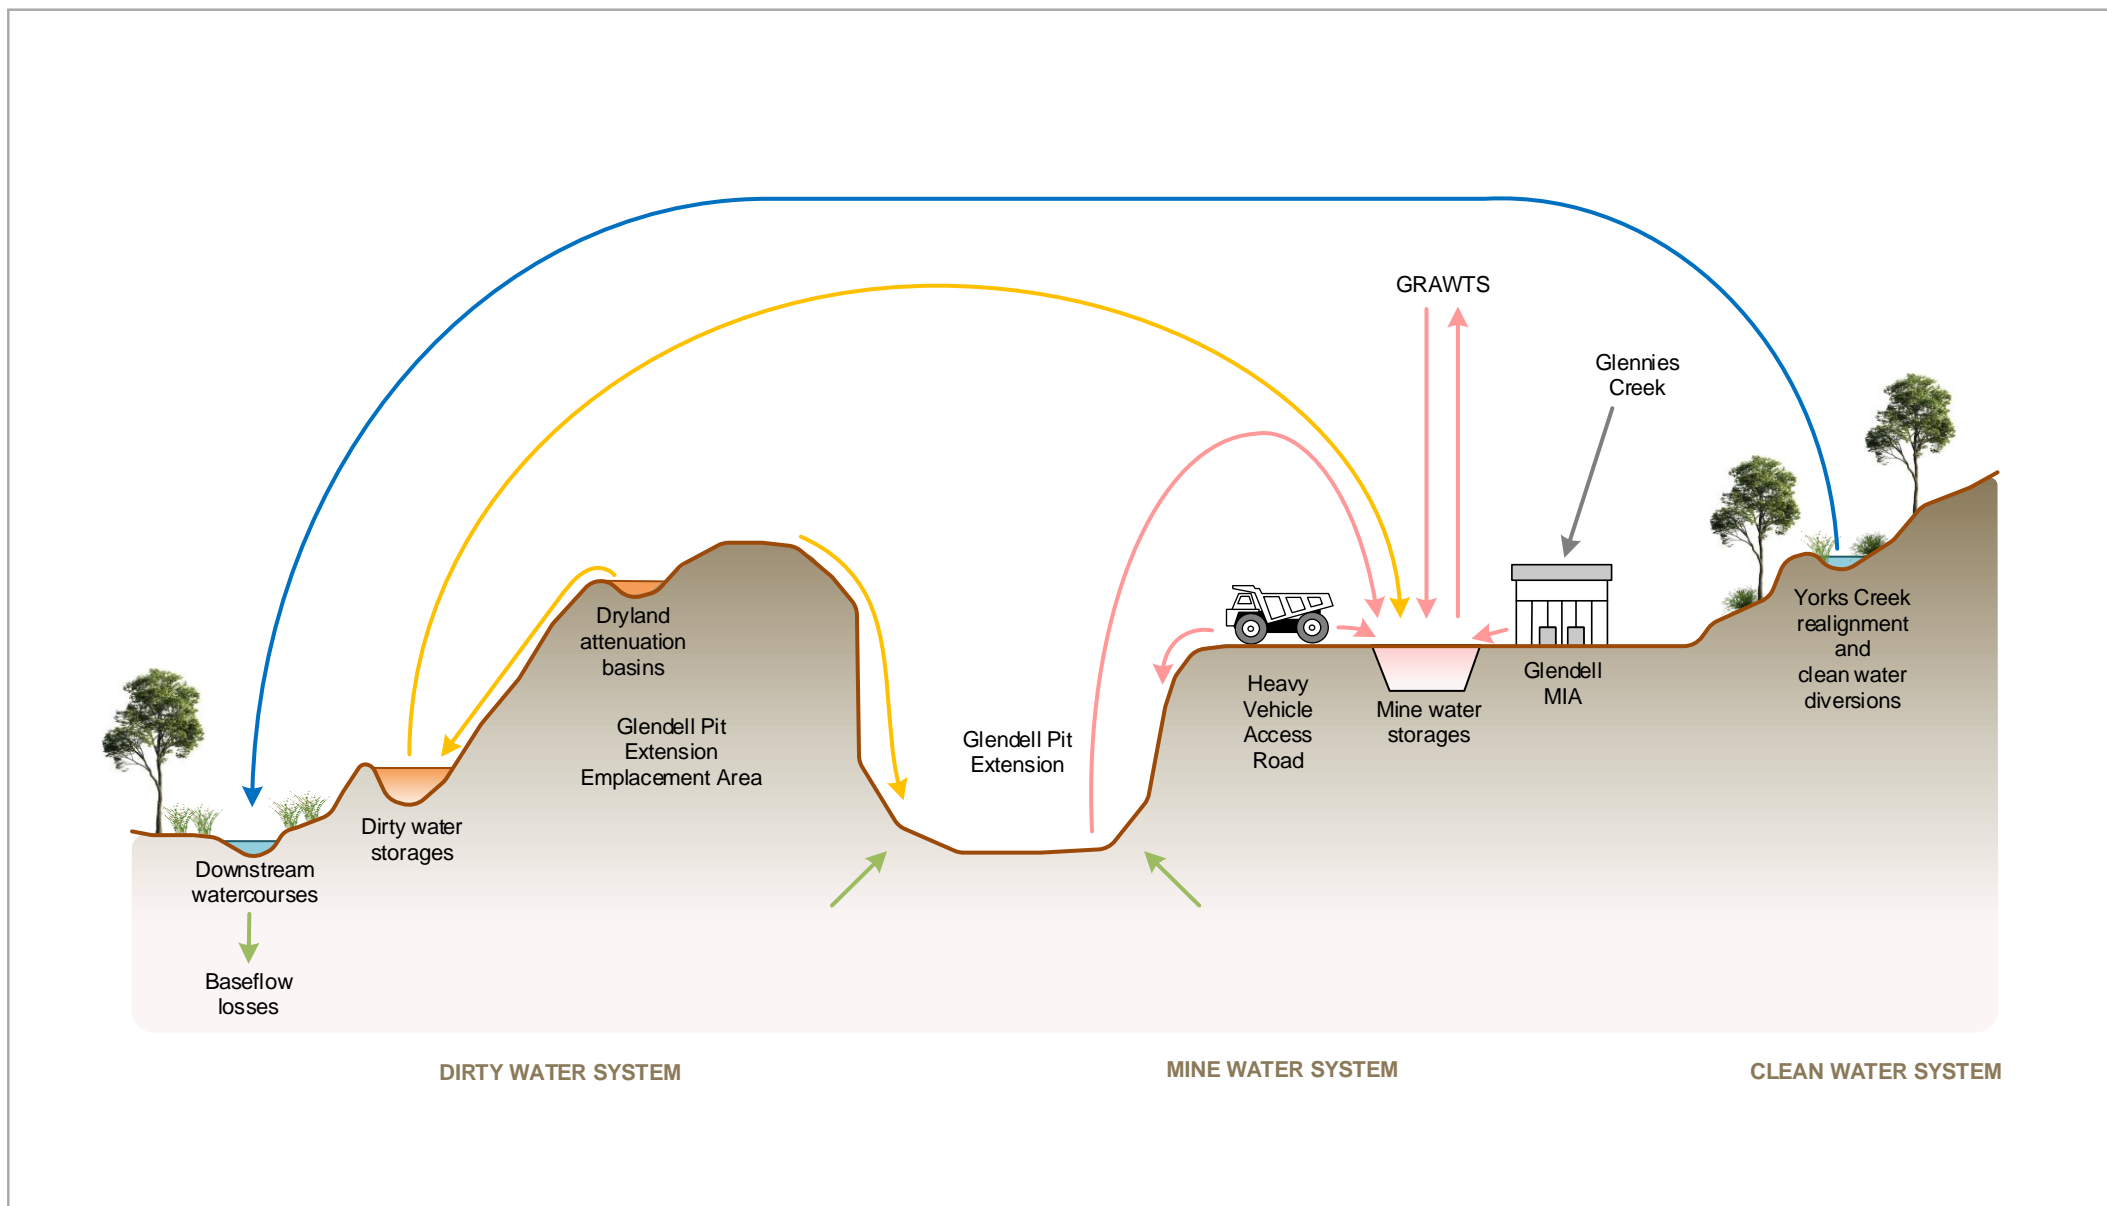 GRAWTS
Glennies
Creek
Dryland
attenuation
basins
Yorks Creek
realignment
and
clean water
diversions
Glendell
MIA
Heavy
Vehicle
Access
Road
Mine water
storages
Glendell Pit
Extension
Emplacement Area
Glendell Pit
Extension
Dirty water
storages
Downstream
watercourses
Baseflow
losses
DIRTY WATER SYSTEM
MINE WATER SYSTEM
CLEAN WATER SYSTEM